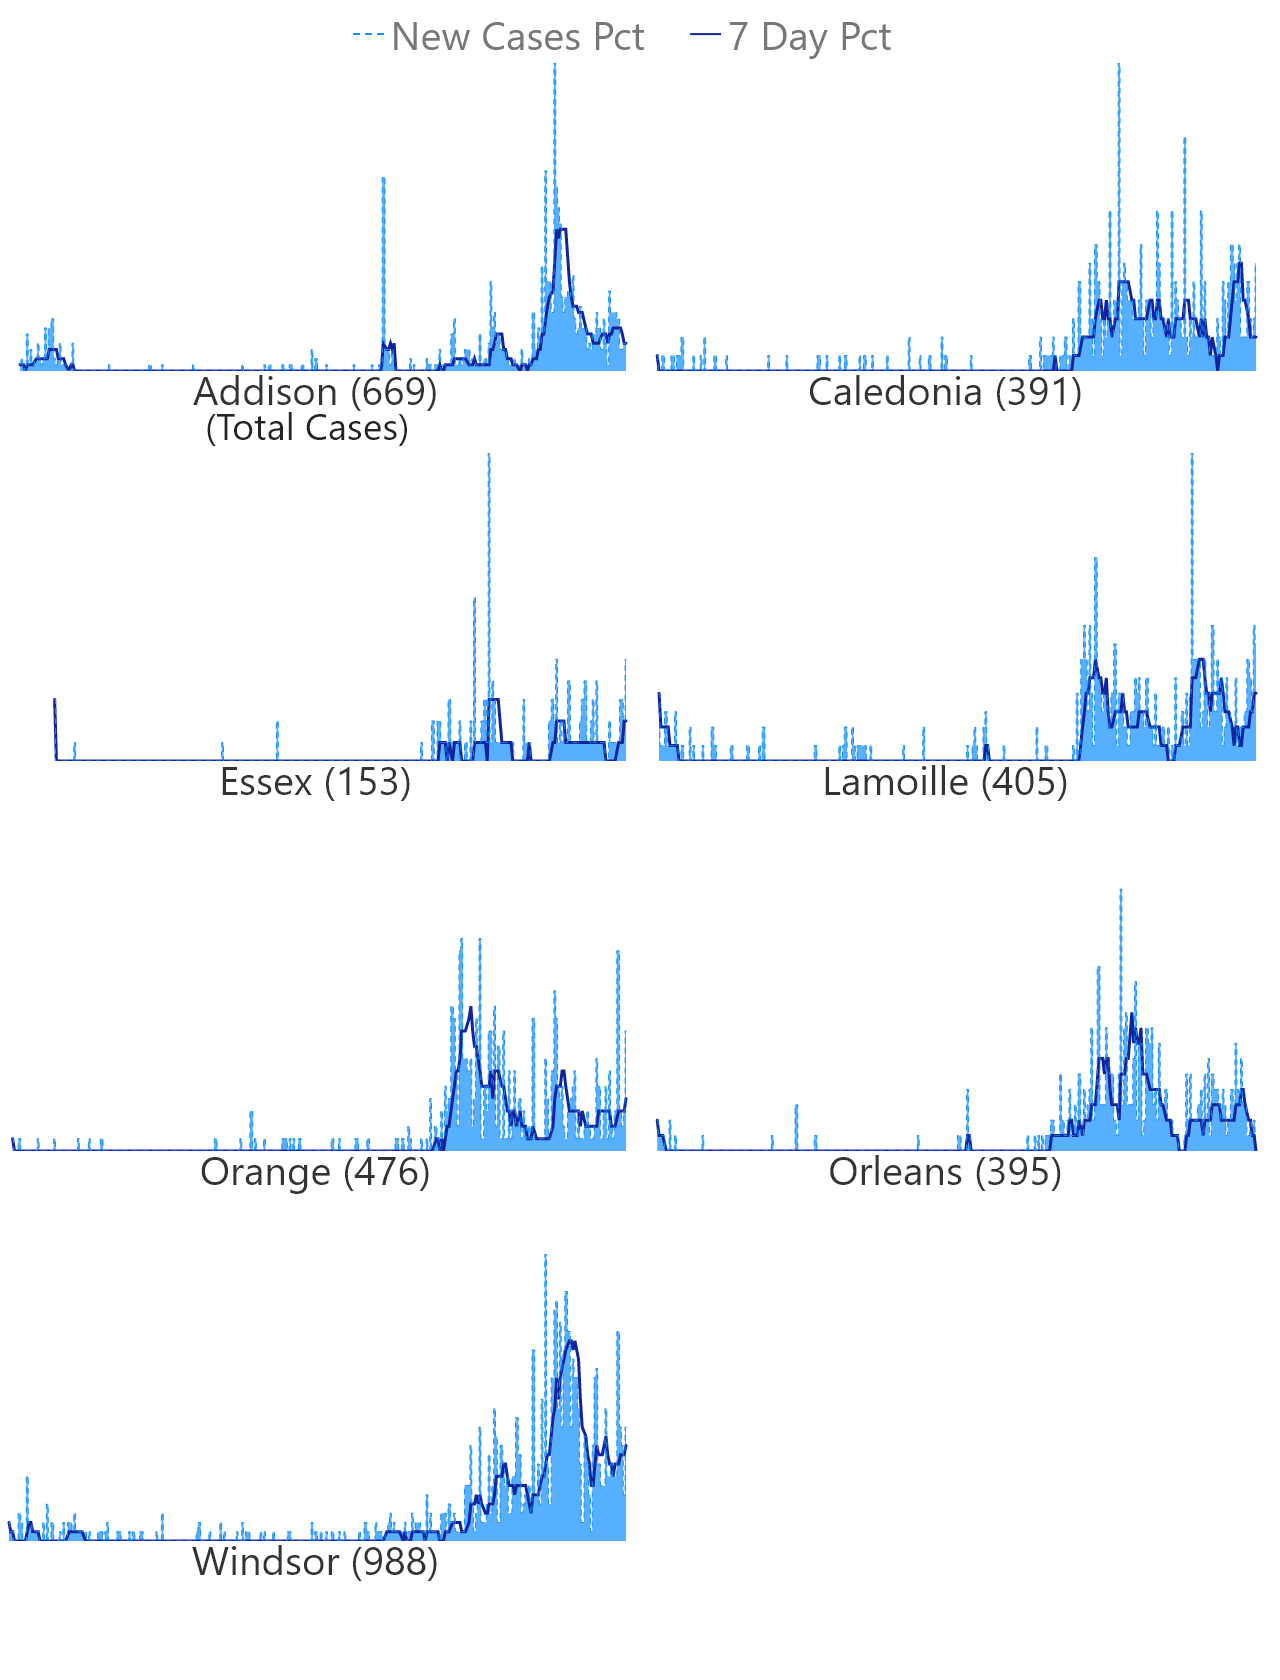 New Cases Pct 7 Day Pct
Addison (669) Caledonia (391)
(Total Cases)
Essex (153) Lamoille (405)
Orange (476) Orleans (395)
Windsor (988)